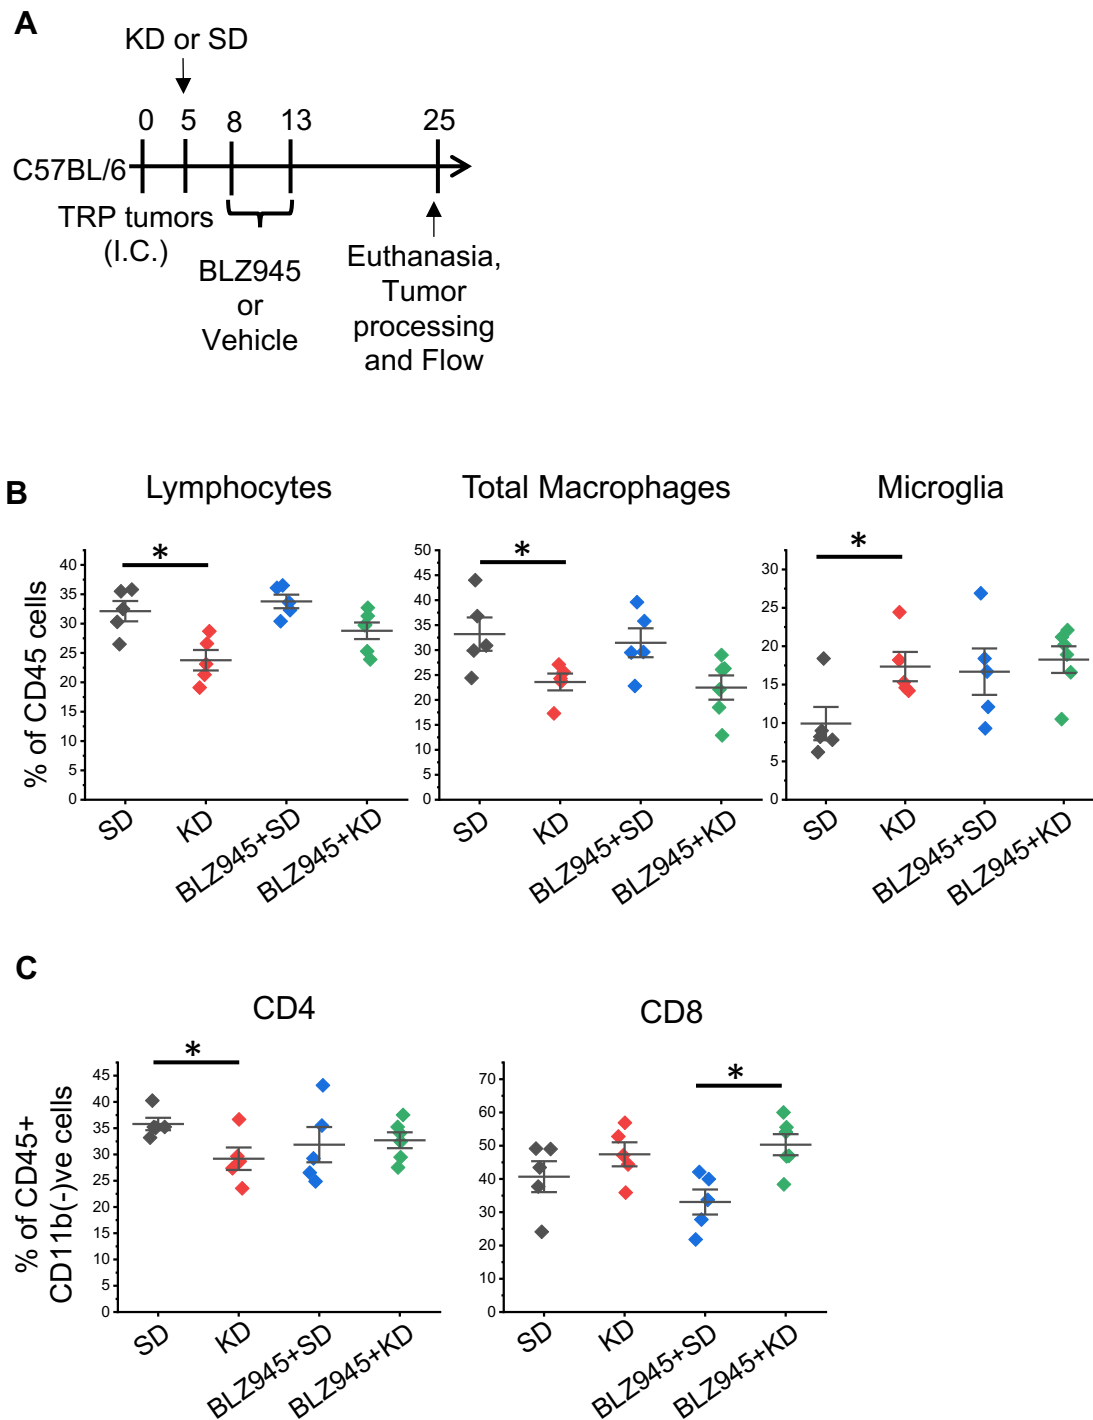 A
KD or SD
0 5 8 13 25
C57BL/6
TRP tumors
(I.C.)
BLZ945
or
Vehicle
Euthanasia,
Tumor
processing
and Flow
B
Lymphocytes
Total Macrophages
Microglia
% of CD45 cells
*
40
35
30
25
20
15
10
5
0
SD
KD
BLZ945+SD
BLZ945+KD
*
50
45
40
35
30
25
20
15
10
5
0
SD
KD
BLZ945+SD
BLZ945+KD
*
30
25
20
15
10
5
0
SD
KD
BLZ945+SD
BLZ945+KD
C
CD4
CD8
% of CD45+
CD11b(-)ve cells
*
45
40
35
30
25
20
15
10
5
0
SD
KD
BLZ945+SD
BLZ945+KD
*
70
60
50
40
30
20
10
0
SD
KD
BLZ945+SD
BLZ945+KD